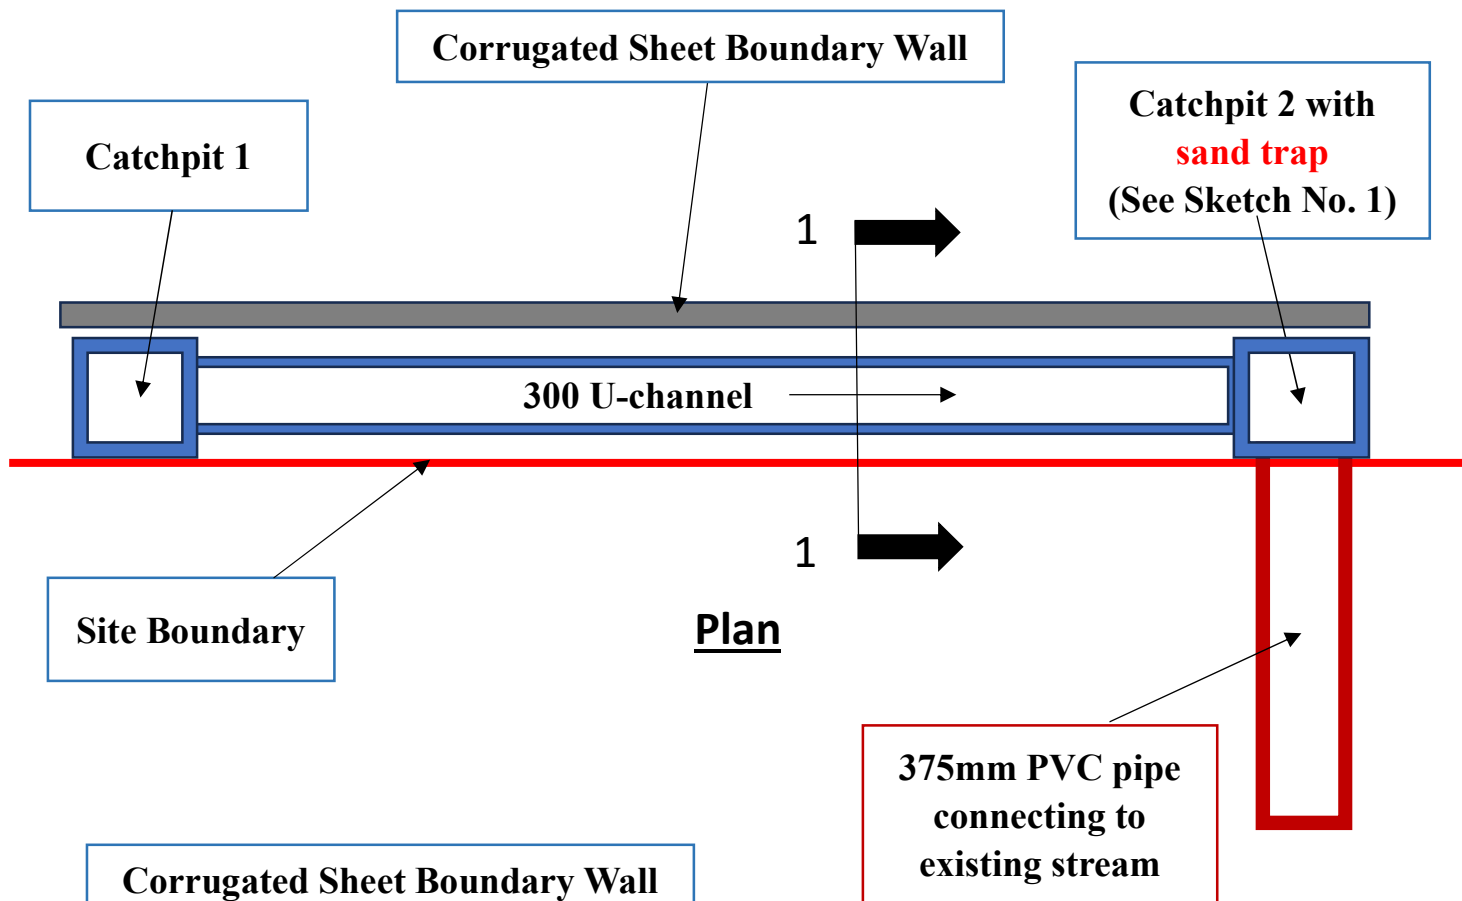 Corrugated Sheet Boundary Wall
Catchpit 1
Catchpit 2 with
sand trap
(See Sketch No. 1)
1
300 U-channel
1
Site Boundary
Plan
375mm PVC pipe
connecting to
existing stream
Corrugated Sheet Boundary Wall